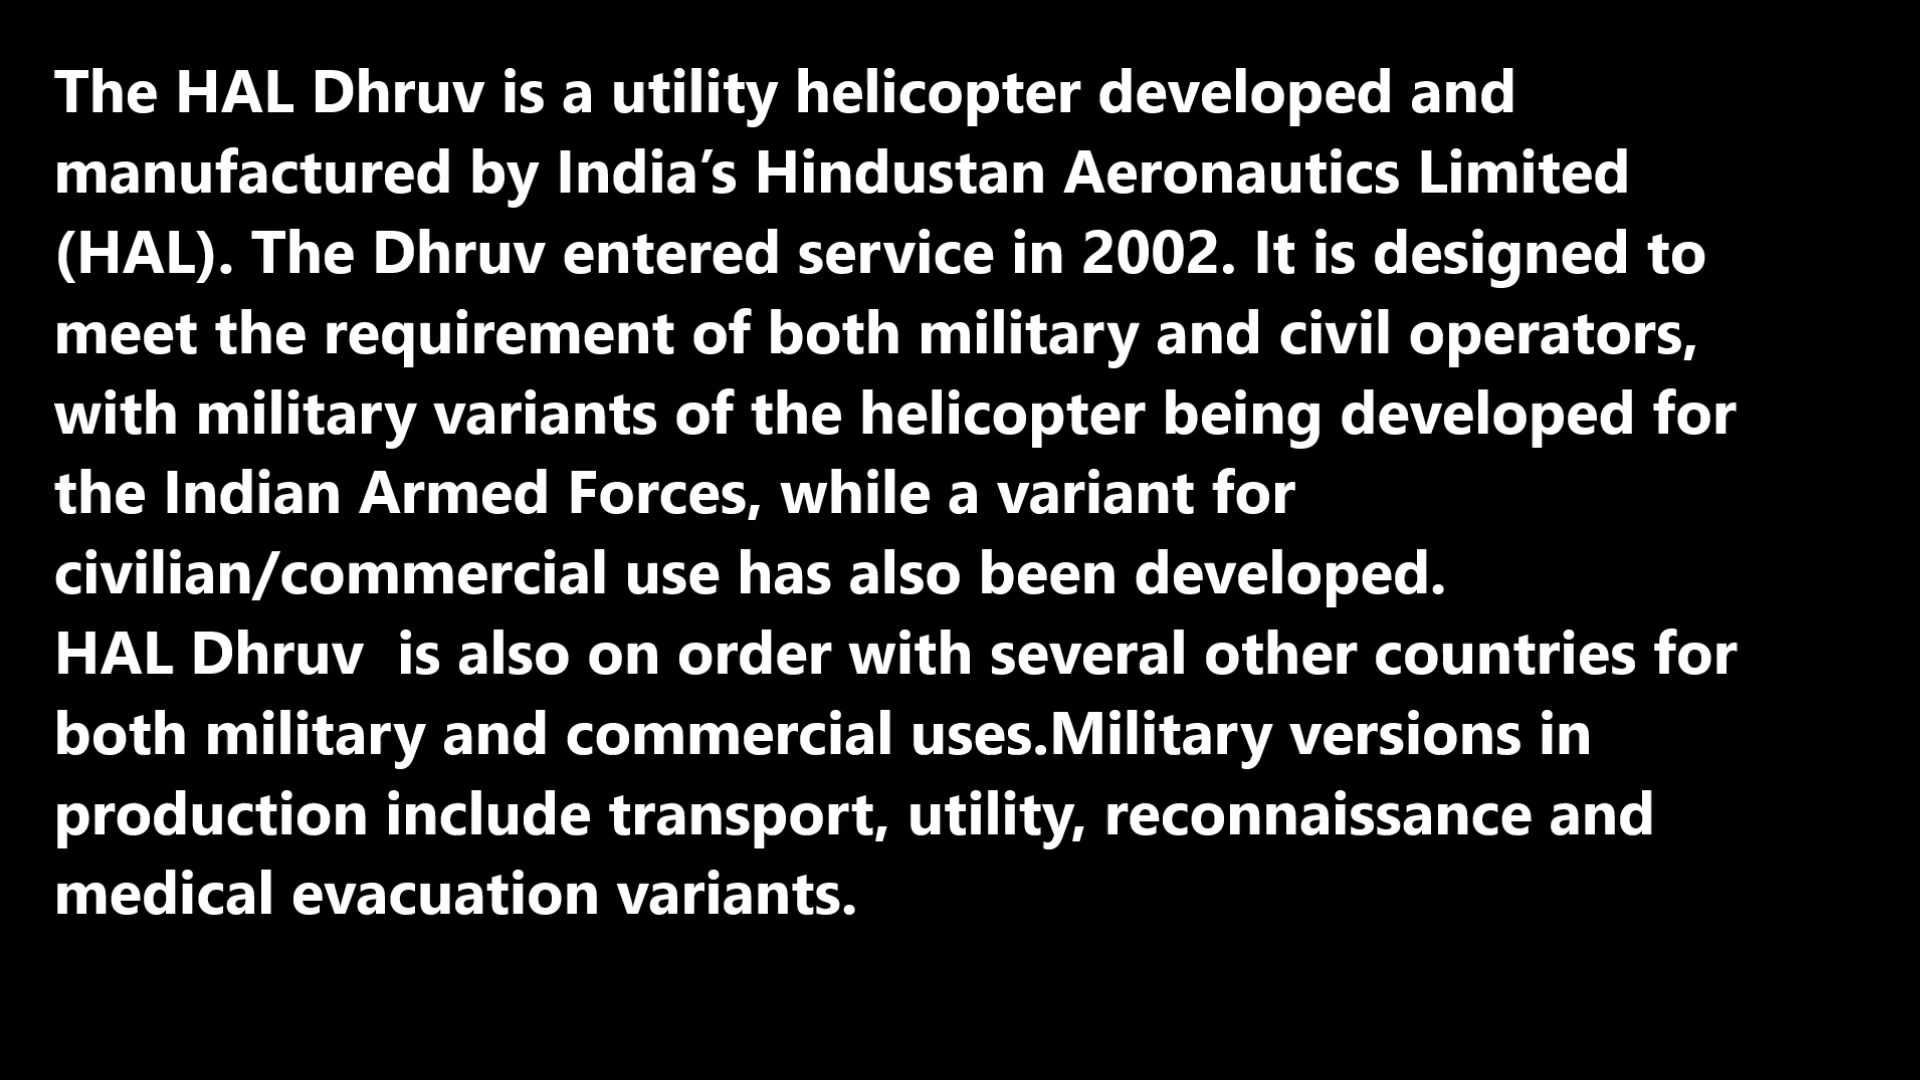 The HAL Dhruv is a utility helicopter developed and
manufactured by India’s Hindustan Aeronautics Limited
(HAL). The Dhruv entered service in 2002. It is designed to
meet the requirement of both military and civil operators,
with military variants of the helicopter being developed for
the Indian Armed Forces, while a variant for
civilian/commercial use has also been developed.
HAL Dhruv  is also on order with several other countries for
both military and commercial uses.Military versions in
production include transport, utility, reconnaissance and
medical evacuation variants.